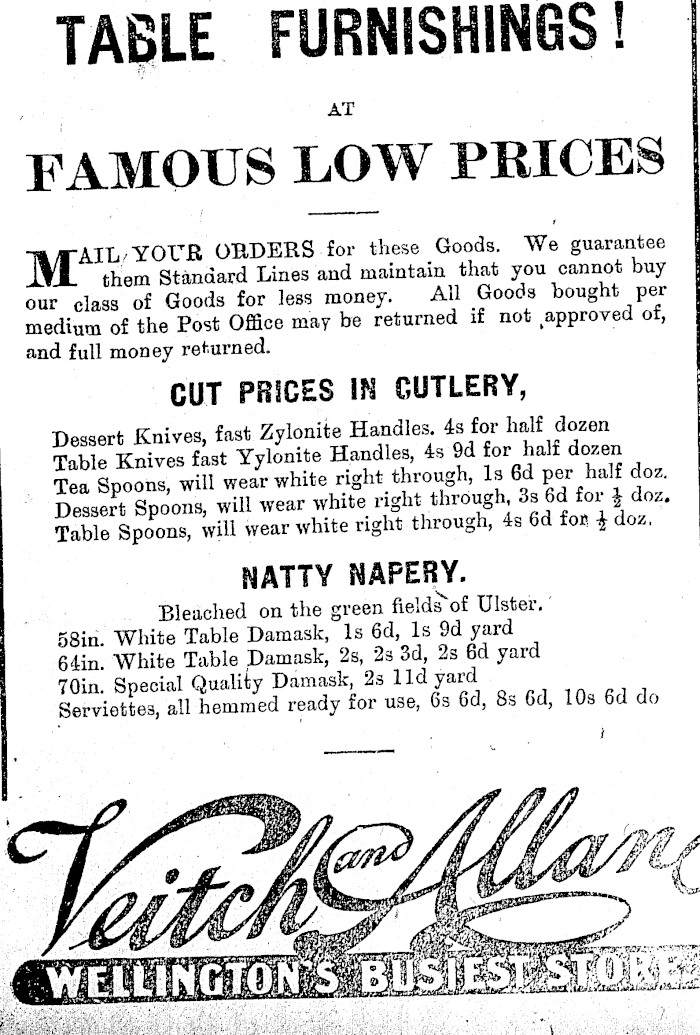 TABLE FURNISHINGS!
AT
FAMOUS LOW PRICES
MAIL YOUR ORDERS for these Goods. We guarantee
them Standard Lines and maintain that you cannot buy
our class of Goods for less money. All Goods bought per
medium of the Post Office may be returned if not approved of,
and full money returned.
CUT PRICES IN CUTLERY,
Dessert Knives, fast Zylonite Handles. 4s for half dozen
Table Knives fast Yylonite Handles, 4s 9d for half dozen
Tea Spoons, will wear white right through, 1s 6d per half doz.
Dessert Spoons, will wear white right through, 3s 6d for ½ doz.
Table Spoons, will wear white right through, 4s 6d for ½ doz.
NATTY NAPERY.
Bleached on the green fields of Ulster.
58in. White Table Damask, 1s 6d, 1s 9d yard
64in. White Table Damask, 2s, 2s 3d, 2s 6d yard
70in. Special Quality Damask, 2s 11d yard
Serviettes, all hemmed ready for use, 6s 6d, 8s 6d, 10s 6d do
Veitch and Allan
WELLINGTON'S BUSIEST STORE